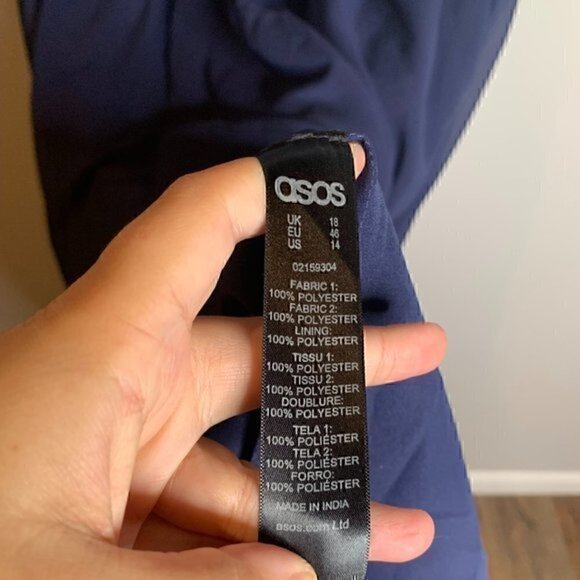 asos
UK 18
EU 46
US 14
02159304
FABRIC 1:
100% POLYESTER
FABRIC 2:
100% POLYESTER
LINING:
100% POLYESTER
TISSU 1:
100% POLYESTER
TISSU 2:
100% POLYESTER
DOUBLURE:
100% POLYESTER
TELA 1:
100% POLIÉSTER
TELA 2:
100% POLIÉSTER
FORRO:
100% POLIÉSTER
MADE IN INDIA
asos.com Ltd